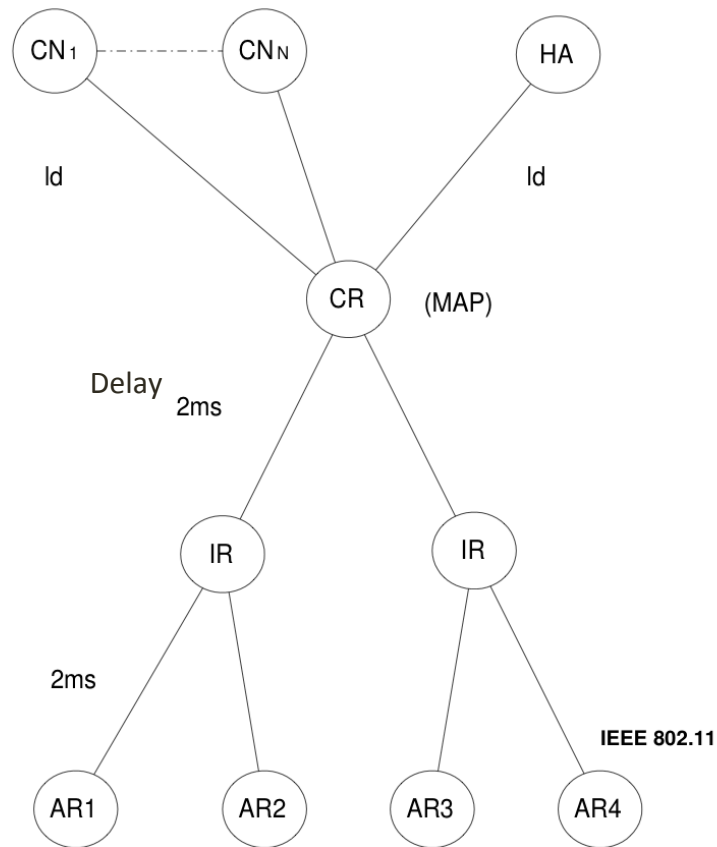 CN1
CNN
HA
ld
ld
CR
(MAP)
Delay
2ms
IR
IR
2ms
IEEE 802.11
AR1
AR2
AR3
AR4